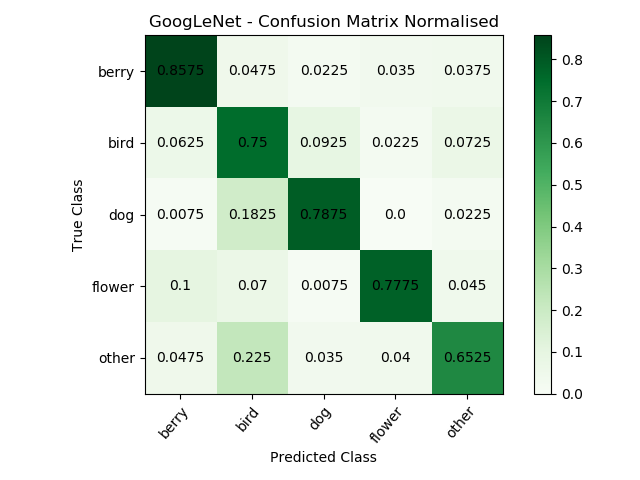 GoogLeNet - Confusion Matrix Normalised
berry 0.8575 0.0475 0.0225 0.035 0.0375
bird 0.0625 0.75 0.0925 0.0225 0.0725
dog 0.0075 0.1825 0.7875 0.0 0.0225
flower 0.1 0.07 0.0075 0.7775 0.045
other 0.0475 0.225 0.035 0.04 0.6525
berry bird dog flower other
Predicted Class
True Class
0.8
0.7
0.6
0.5
0.4
0.3
0.2
0.1
0.0